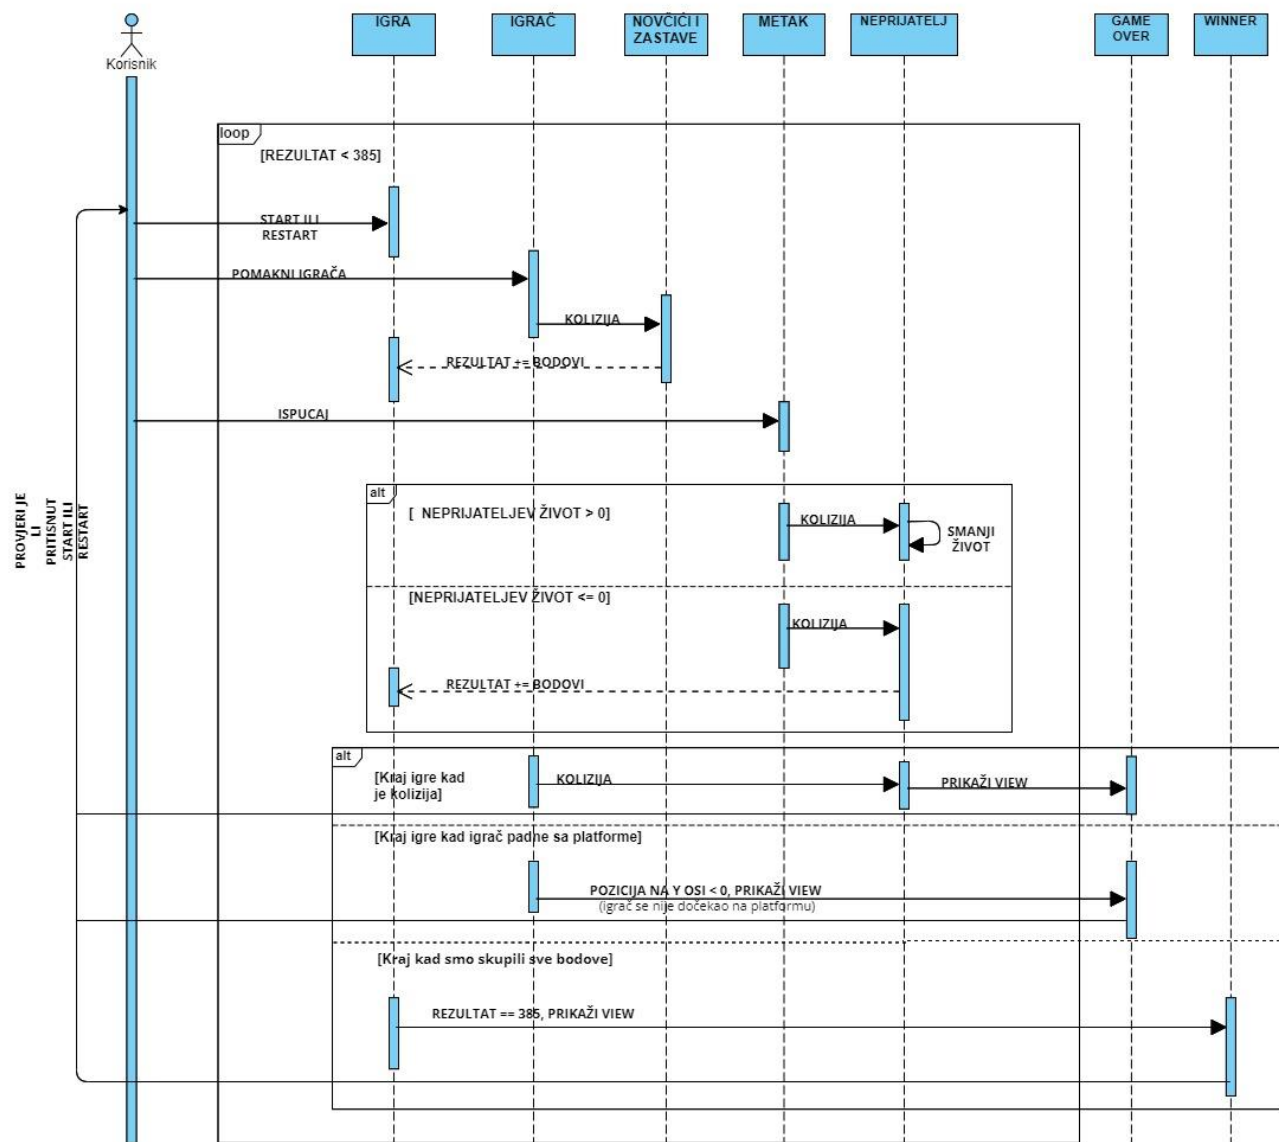 IGRA
IGRAČ
NOVČIĆI I
ZASTAVE
METAK
NEPRIJATELJ
GAME
OVER
WINNER
Korisnik
loop
[REZULTAT < 385]
START ILI
RESTART
POMAKNI IGRAČA
KOLIZIJA
REZULTAT += BODOVI
ISPUCAJ
PROVJERI JE
LI
PRITISNUT
START ILI
RESTART
alt
[ NEPRIJATELJEV ŽIVOT > 0]
KOLIZIJA
SMANJI
ŽIVOT
[NEPRIJATELJEV ŽIVOT <= 0]
KOLIZIJA
REZULTAT += BODOVI
alt
[Kraj igre kad
je kolizija]
KOLIZIJA
PRIKAŽI VIEW
[Kraj igre kad igrač padne sa platforme]
POZICIJA NA Y OSI < 0, PRIKAŽI VIEW
(igrač se nije dočekao na platformu)
[Kraj kad smo skupili sve bodove]
REZULTAT == 385, PRIKAŽI VIEW